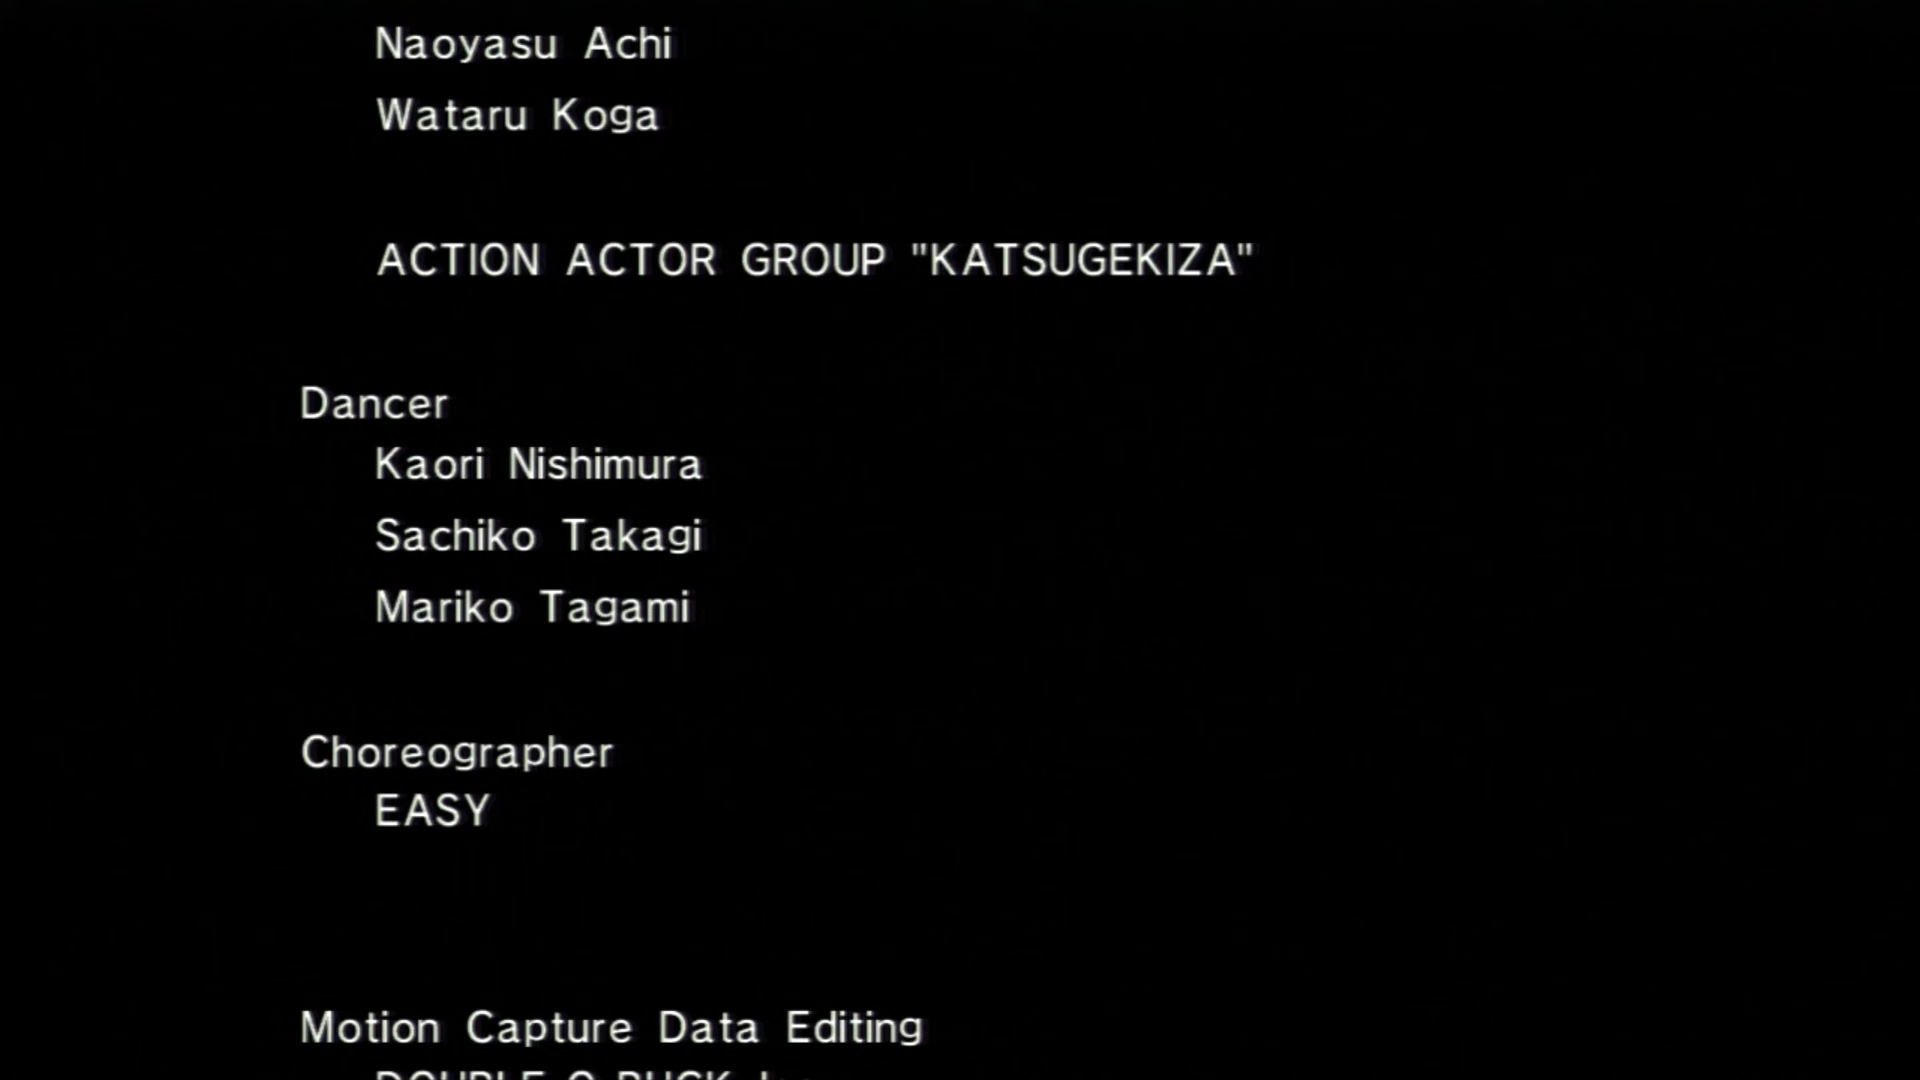 Naoyasu Achi
Wataru Koga
ACTION ACTOR GROUP "KATSUGEKIZA"
Dancer
Kaori Nishimura
Sachiko Takagi
Mariko Tagami
Choreographer
EASY
Motion Capture Data Editing